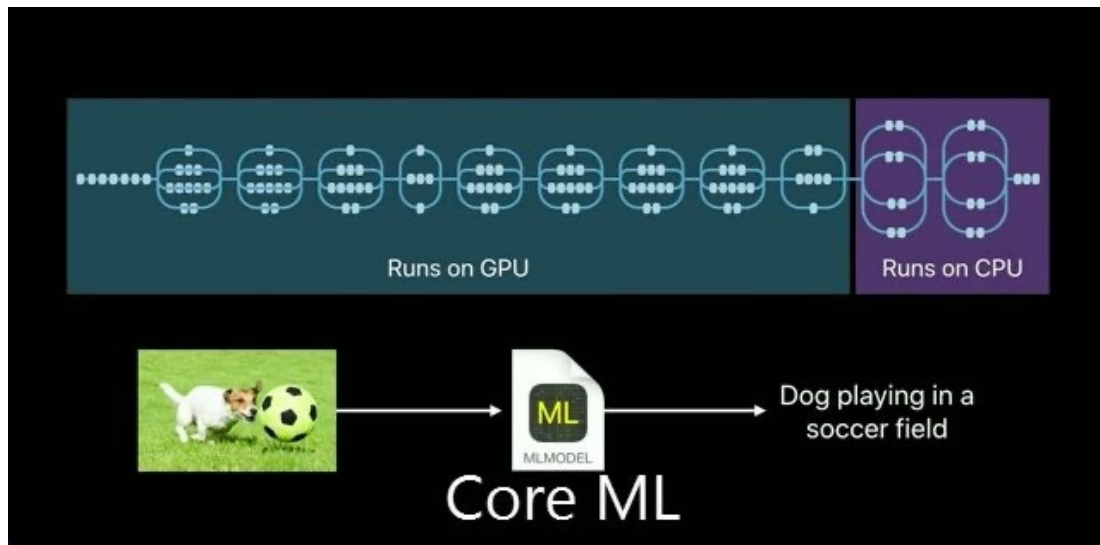 Runs on GPU
Runs on CPU
ML
MLMODEL
Dog playing in a
soccer field
Core ML